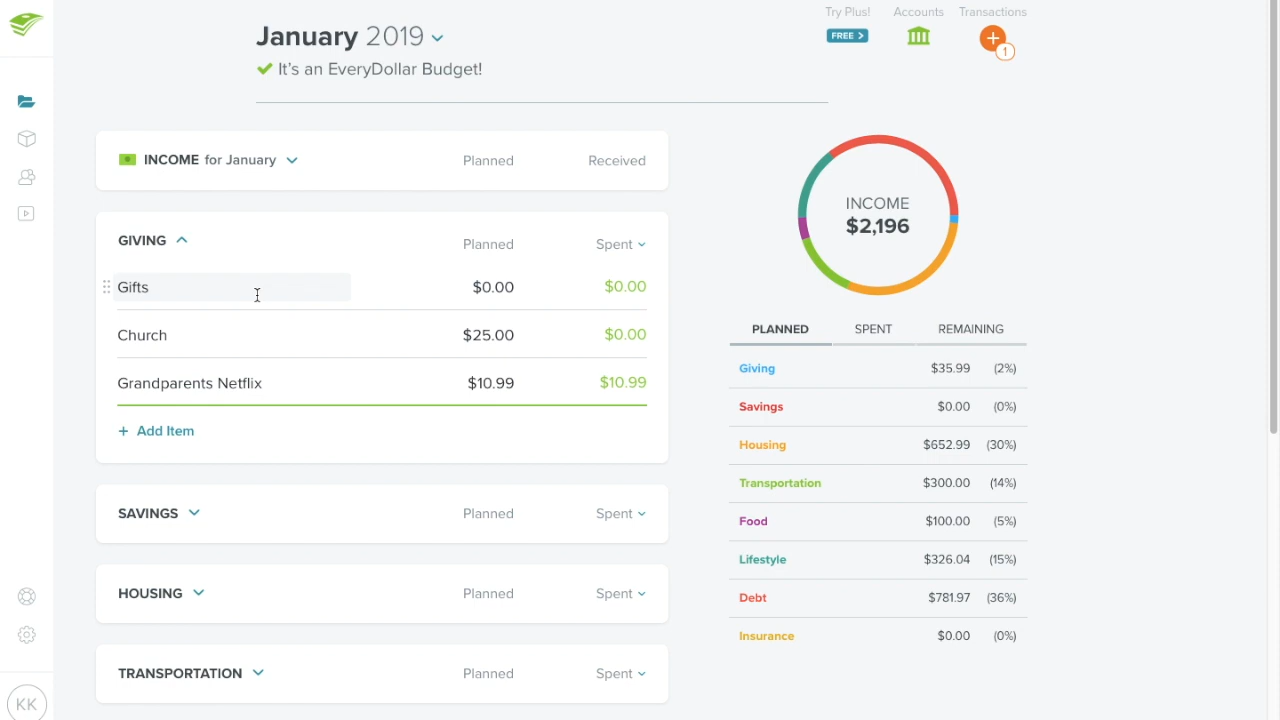 January 2019
It's an EveryDollar Budget!
Try Plus! Accounts Transactions
FREE >
+ 1
INCOME for January Planned Received
GIVING Planned Spent
Gifts $0.00 $0.00
Church $25.00 $0.00
Grandparents Netflix $10.99 $10.99
+ Add Item
SAVINGS Planned Spent
HOUSING Planned Spent
TRANSPORTATION Planned Spent
INCOME
$2,196
PLANNED SPENT REMAINING
Giving $35.99 (2%)
Savings $0.00 (0%)
Housing $652.99 (30%)
Transportation $300.00 (14%)
Food $100.00 (5%)
Lifestyle $326.04 (15%)
Debt $781.97 (36%)
Insurance $0.00 (0%)
KK